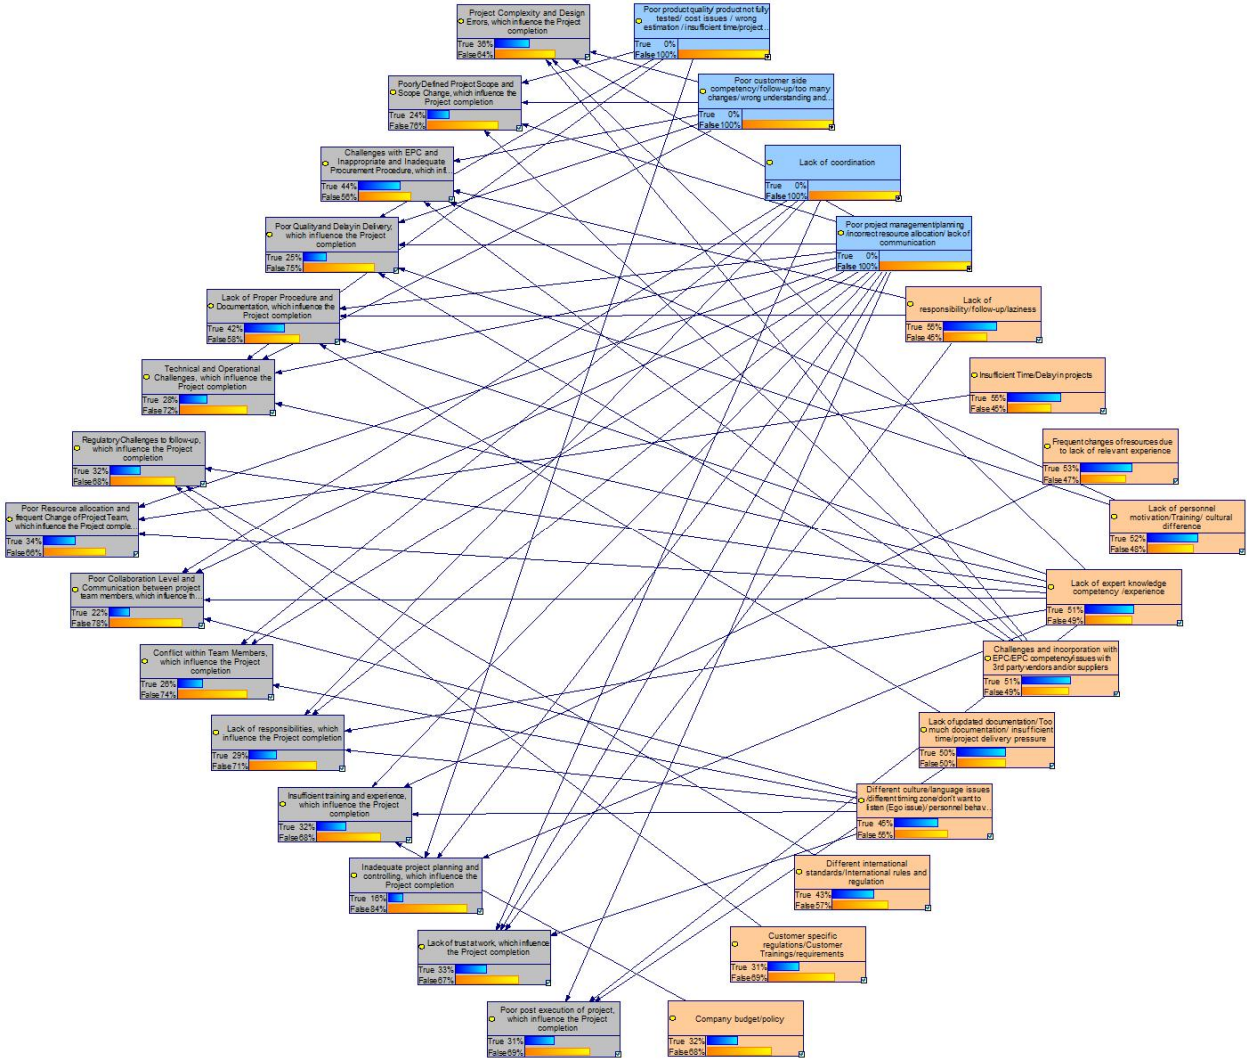 Project Complexity and Design
Errors, which influence the Project
completion
True 36%
False 64%
Poor product quality/ product not fully
tested/ cost issues / wrong
estimation / insufficient time/project...
True 0%
False 100%
Poorly Defined Project Scope and
Scope Change, which influence the
Project completion
True 24%
False 76%
Poor customer side
competency/follow-up/too many
changes/ wrong understanding and...
True 0%
False 100%
Challenges with EPC and
Inappropriate and Inadequate
Procurement Procedure, which infl...
True 44%
False 56%
Lack of coordination
True 0%
False 100%
Poor Quality and Delay in Delivery,
which influence the Project
completion
True 25%
False 75%
Poor project management/planning
/incorrect resource allocation/ lack of
communication
True 0%
False 100%
Lack of Proper Procedure and
Documentation, which influence the
Project completion
True 42%
False 58%
Lack of
responsibility/follow-up/laziness
True 55%
False 45%
Technical and Operational
Challenges, which influence the
Project completion
True 28%
False 72%
Insufficient Time/Delay in projects
True 55%
False 45%
Regulatory Challenges to follow-up,
which influence the Project
completion
True 32%
False 68%
Frequent changes of resources due
to lack of relevant experience
True 53%
False 47%
Poor Resource allocation and
frequent Change of Project Team,
which influence the Project comple...
True 34%
False 66%
Lack of personnel
motivation/Training/ cultural
difference
True 52%
False 48%
Poor Collaboration Level and
Communication between project
team members, which influence th...
True 22%
False 78%
Lack of expert knowledge
competency /experience
True 51%
False 49%
Conflict within Team Members,
which influence the Project
completion
True 26%
False 74%
Challenges and incorporation with
EPC/EPC competency/issues with
3rd party vendors and/or suppliers
True 51%
False 49%
Lack of responsibilities, which
influence the Project completion
True 29%
False 71%
Lack of updated documentation/Too
much documentation/ insufficient
time/project delivery pressure
True 50%
False 50%
Insufficient training and experience,
which influence the Project
completion
True 32%
False 68%
Different culture/language issues
/different timing zone/don't want to
listen (Ego issue)/ personnel behav...
True 45%
False 55%
Inadequate project planning and
controlling, which influence the
Project completion
True 16%
False 84%
Different international
standards/International rules and
regulation
True 43%
False 57%
Lack of trust at work, which influence
the Project completion
True 33%
False 67%
Customer specific
regulations/Customer
Trainings/requirements
True 31%
False 69%
Poor post execution of project,
which influence the Project
completion
True 31%
False 69%
Company budget/policy
True 32%
False 68%